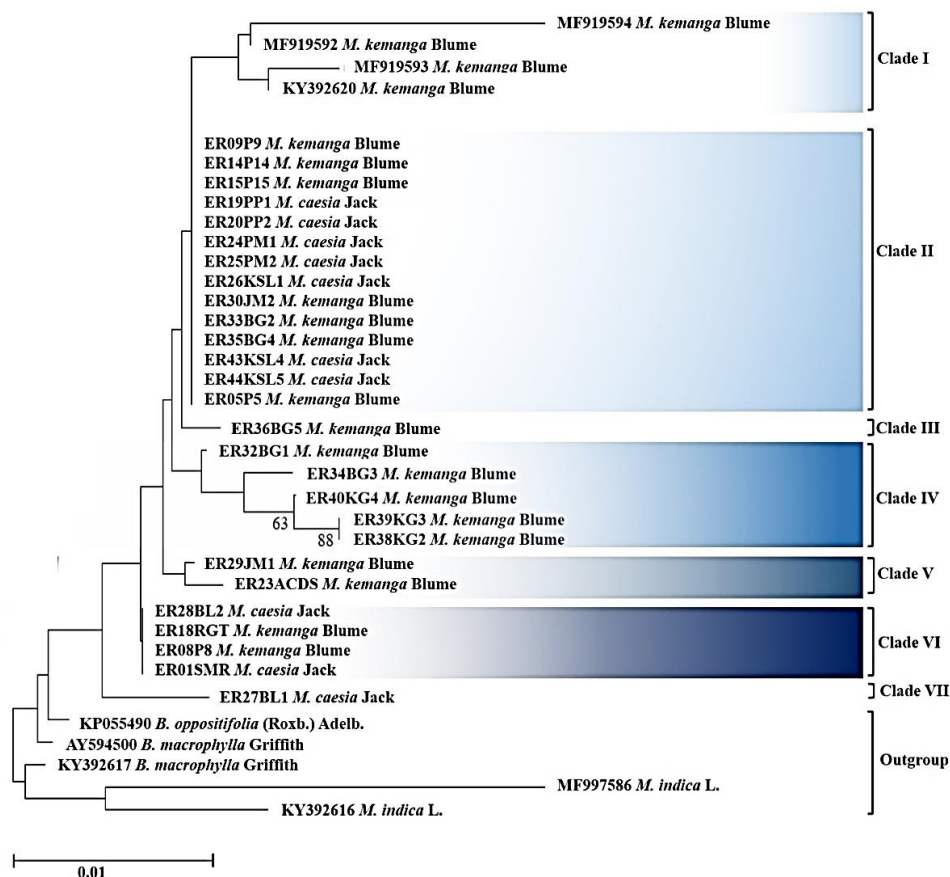 MF919594 M. kemanga Blume
MF919592 M. kemanga Blume
MF919593 M. kemanga Blume
KY392620 M. kemanga Blume
Clade I
ER09P9 M. kemanga Blume
ER14P14 M. kemanga Blume
ER15P15 M. kemanga Blume
ER19PP1 M. caesia Jack
ER20PP2 M. caesia Jack
ER24PM1 M. caesia Jack
ER25PM2 M. caesia Jack
ER26KSL1 M. caesia Jack
ER30JM2 M. kemanga Blume
ER33BG2 M. kemanga Blume
ER35BG4 M. kemanga Blume
ER43KSL4 M. caesia Jack
ER44KSL5 M. caesia Jack
ER05P5 M. kemanga Blume
Clade II
ER36BG5 M. kemanga Blume
Clade III
ER32BG1 M. kemanga Blume
ER34BG3 M. kemanga Blume
ER40KG4 M. kemanga Blume
63
ER39KG3 M. kemanga Blume
88
ER38KG2 M. kemanga Blume
Clade IV
ER29JM1 M. kemanga Blume
ER23ACDS M. kemanga Blume
Clade V
ER28BL2 M. caesia Jack
ER18RGT M. kemanga Blume
ER08P8 M. kemanga Blume
ER01SMR M. caesia Jack
Clade VI
ER27BL1 M. caesia Jack
Clade VII
KP055490 B. oppositifolia (Roxb.) Adelb.
AY594500 B. macrophylla Griffith
KY392617 B. macrophylla Griffith
MF997586 M. indica L.
KY392616 M. indica L.
Outgroup
0.01